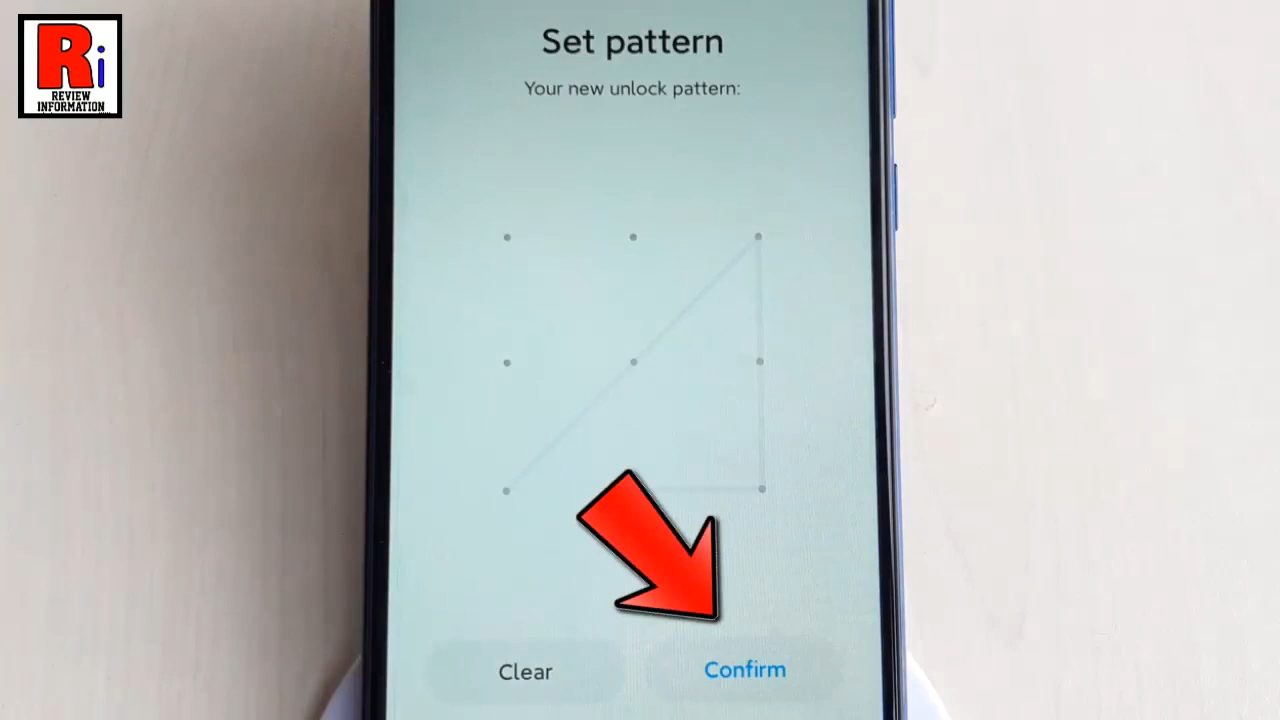 Ri
REVIEW
INFORMATION
Set pattern
Your new unlock pattern:
Clear
Confirm